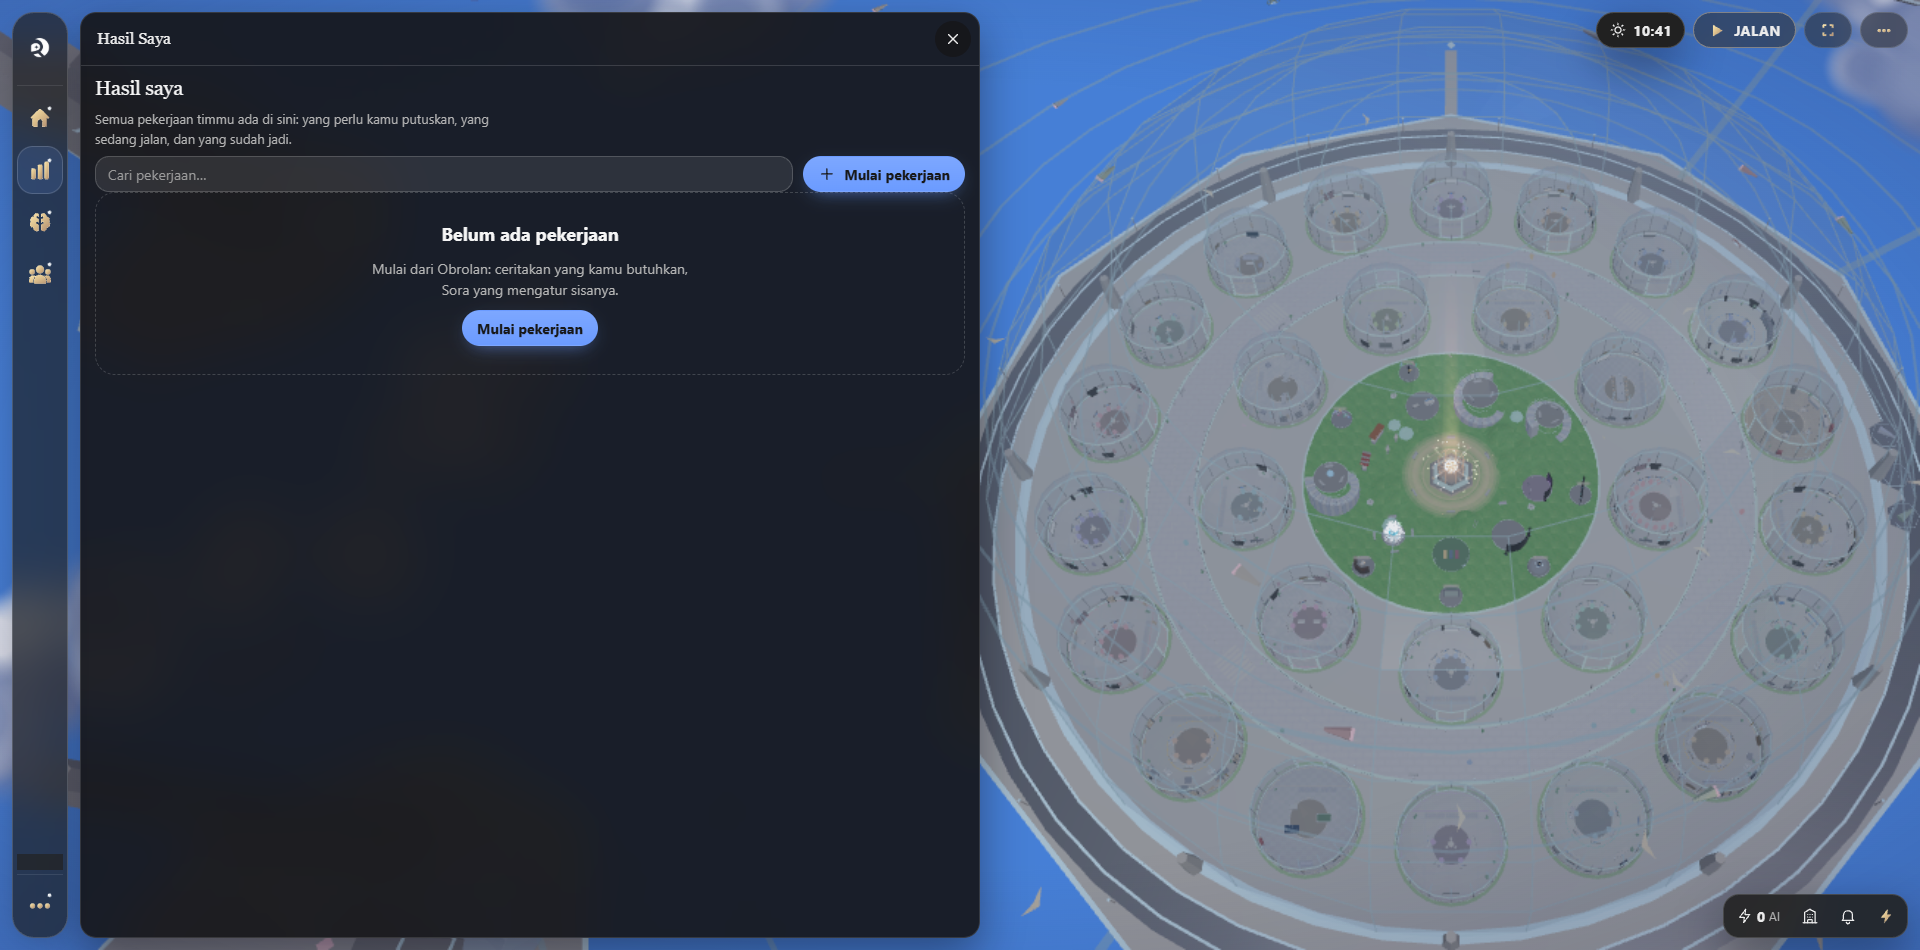 Hasil Saya
Hasil saya
Semua pekerjaan timmu ada di sini: yang perlu kamu putuskan, yang
sedang jalan, dan yang sudah jadi.
Cari pekerjaan...
Mulai pekerjaan
Belum ada pekerjaan
Mulai dari Obrolan: ceritakan yang kamu butuhkan,
Sora yang mengatur sisanya.
Mulai pekerjaan
10:41
JALAN
0 AI